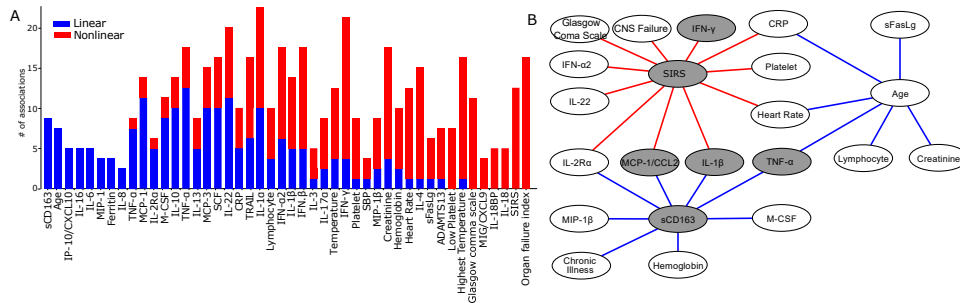 A
Linear
Nonlinear
# of associations
20
15
10
5
0
sCD163
Age
IP-10/CXCL10
IL-16
IL-6
MIP-1
Ferritin
IL-8
TNF-α
MCP-1
IL-2Rα
M-CSF
IL-10
TNF-α
IL-13
MCP-3
SCF
IL-22
CRP
TRAIL
IL-1α
Lymphocyte
IFN-α2
IL-1β
IFN.β
IL-3
IL-17α
Temperature
IFN-γ
Platelet
SBP
MIP-1β
Creatinine
Hemoglobin
Heart Rate
IL-4
sFasLg
ADAMTS13
Low Platelet
Highest Temperature
Glasgow comma scale
MIG/CXCL9
IL-18BP
IL-18
SIRS
Organ failure index
B
Glasgow
Coma Scale
CNS Failure
IFN-γ
CRP
sFasLg
IFN-α2
SIRS
Platelet
IL-22
Age
Heart Rate
IL-2Rα
MCP-1/CCL2
IL-1β
TNF-α
Lymphocyte
Creatinine
MIP-1β
sCD163
M-CSF
Chronic
Illness
Hemoglobin